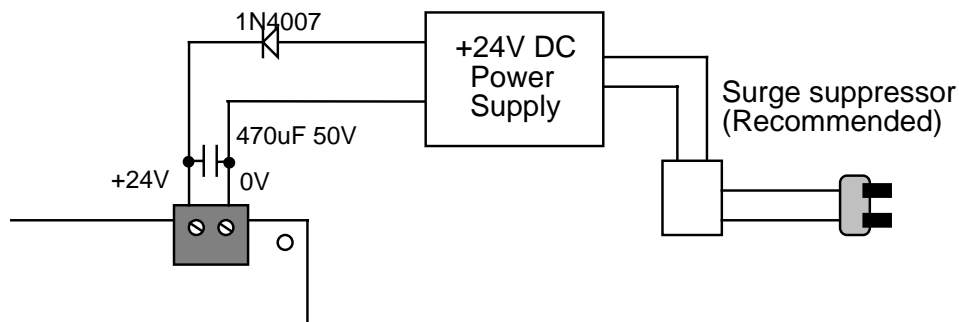 1N4007
+24V DC
Power
Supply
Surge suppressor
(Recommended)
470uF 50V
+24V
0V